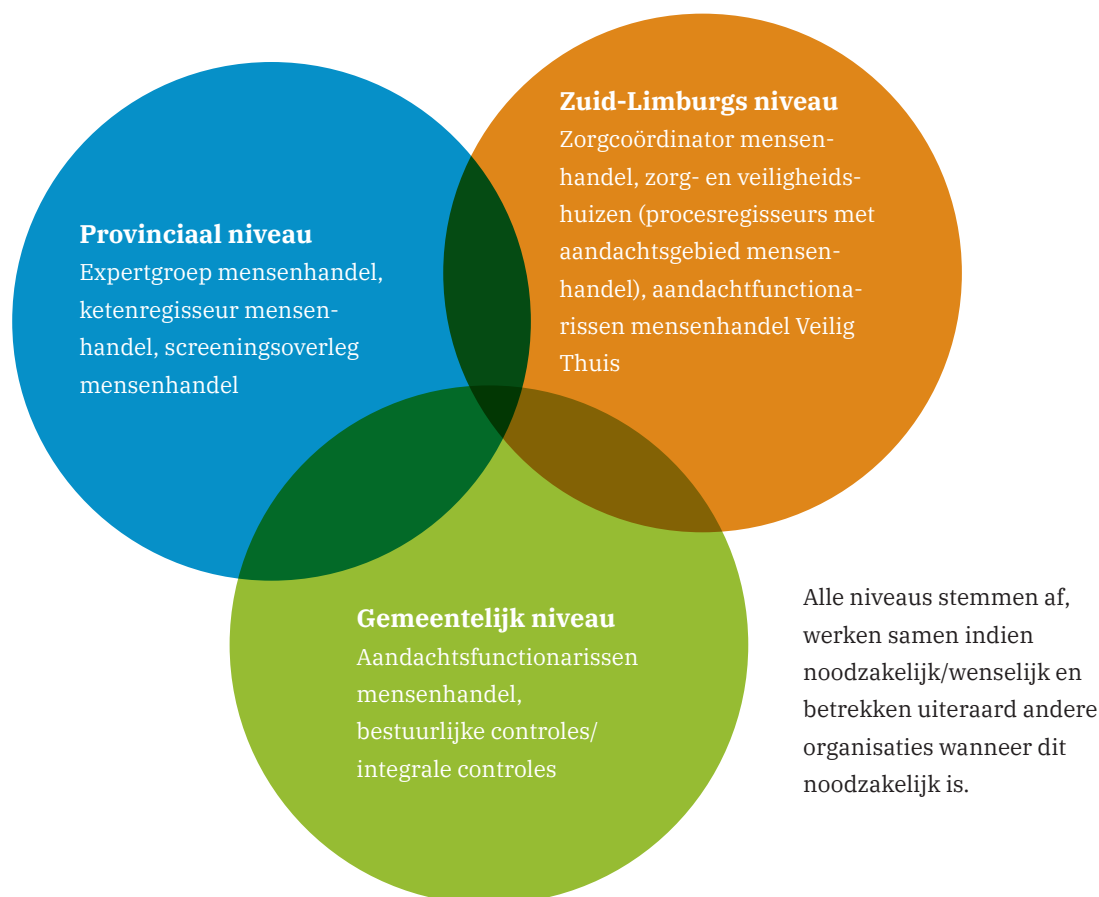 Zuid-Limburgs niveau
Zorgcoördinator mensen-
handel, zorg- en veiligheids-
huizen (procesregisseurs met
aandachtsgebied mensen-
handel), aandachtfunctiona-
rissen mensenhandel Veilig
Thuis
Provinciaal niveau
Expertgroep mensenhandel,
ketenregisseur mensen-
handel, screeningsoverleg
mensenhandel
Gemeentelijk niveau
Aandachtsfunctionarissen
mensenhandel,
bestuurlijke controles/
integrale controles
Alle niveaus stemmen af,
werken samen indien
noodzakelijk/wenselijk en
betrekken uiteraard andere
organisaties wanneer dit
noodzakelijk is.